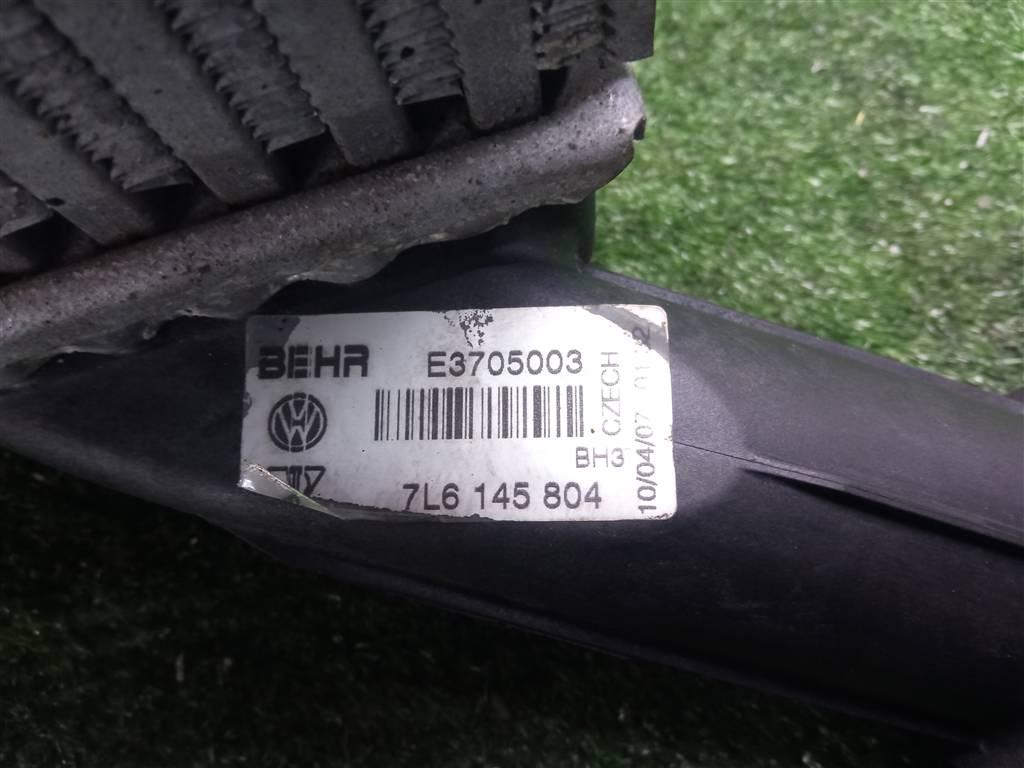 BEHR E3705003
BH3
7L6 145 804
CZECH
10/04/07